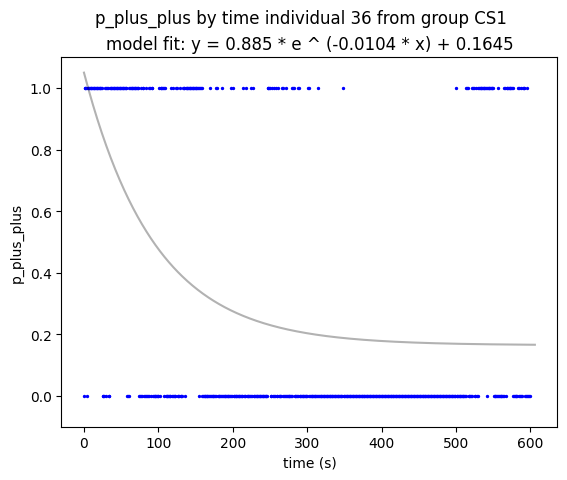 p_plus_plus by time individual 36 from group CS1
model fit: y = 0.885 * e ^ (-0.0104 * x) + 0.1645
1.0
0.8
0.6
0.4
0.2
0.0
p_plus_plus
0 100 200 300 400 500 600
time (s)